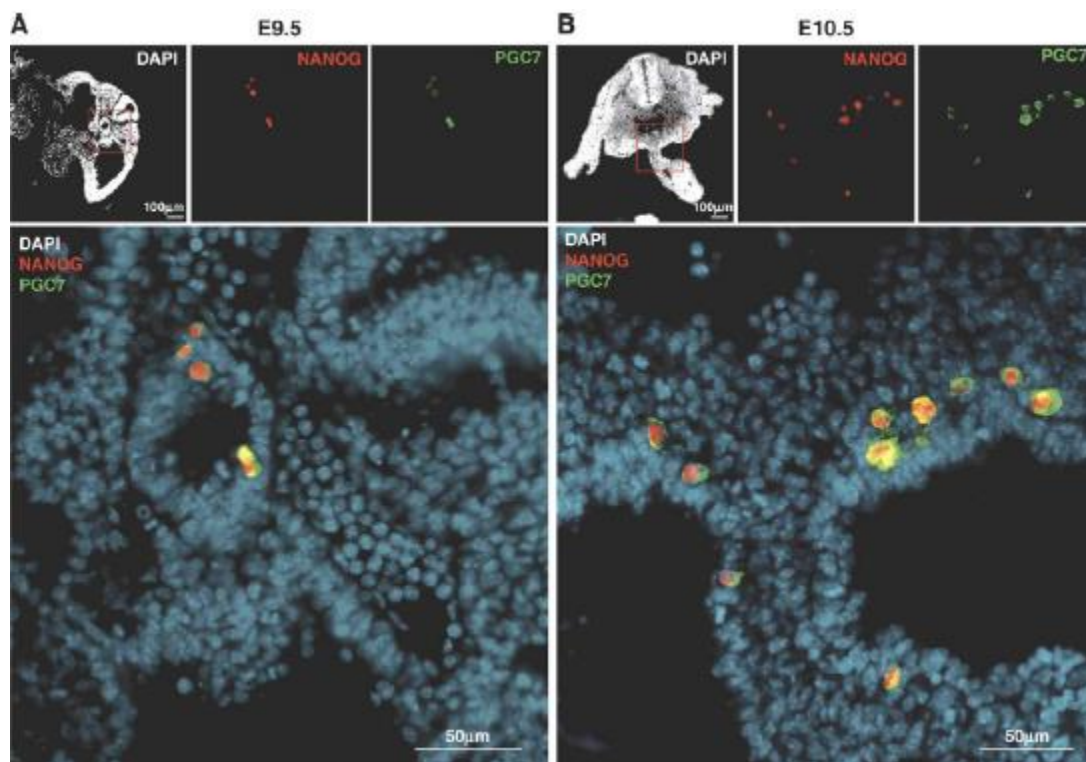 A
E9.5
DAPI
NANOG
PGC7
100μm
DAPI
NANOG
PGC7
50μm
B
E10.5
DAPI
NANOG
PGC7
100μm
DAPI
NANOG
PGC7
50μm